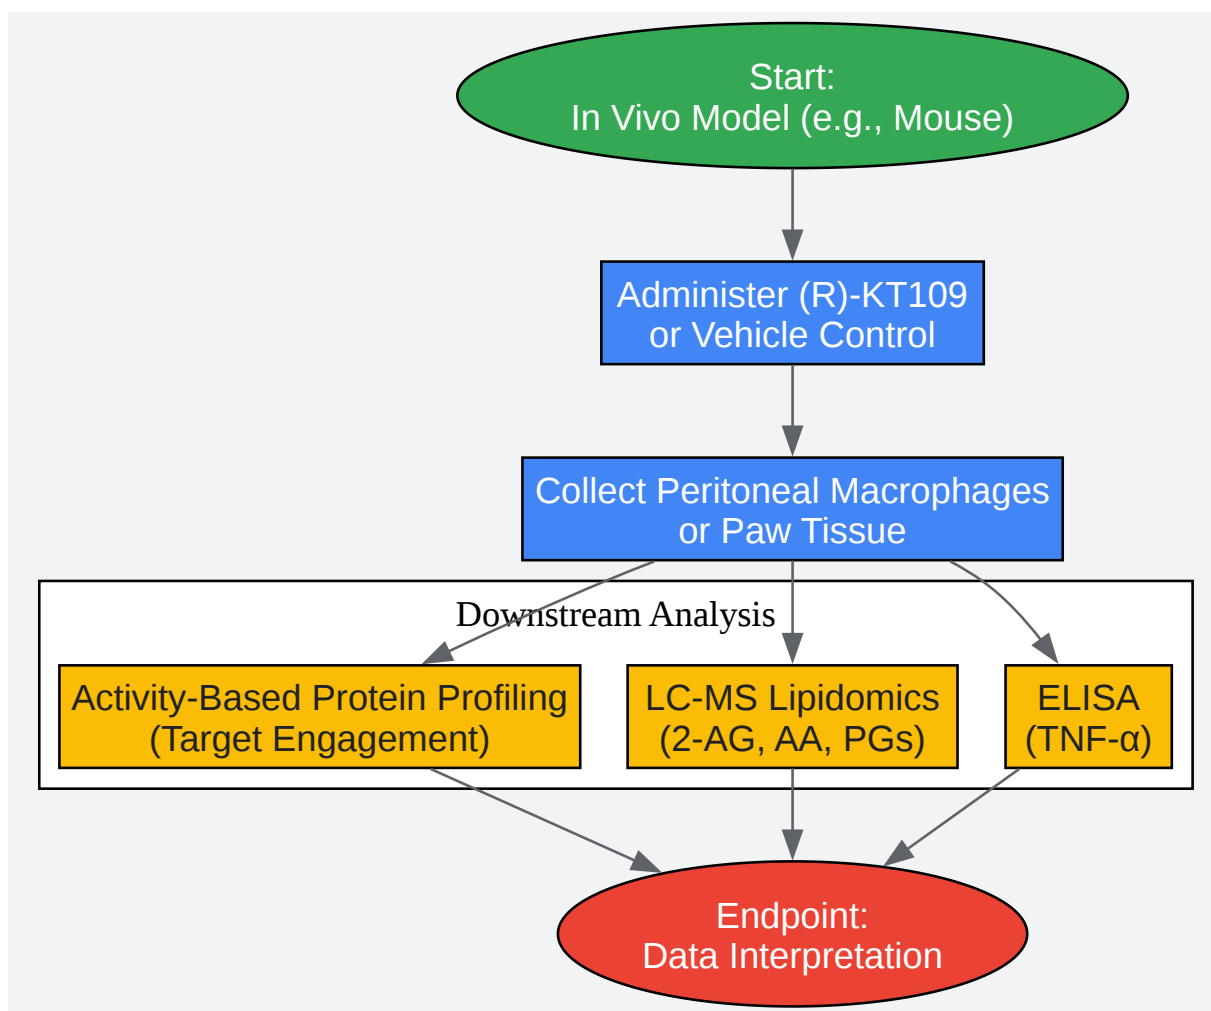 Start:
In Vivo Model (e.g., Mouse)
Administer (R)-KT109
or Vehicle Control
Collect Peritoneal Macrophages
or Paw Tissue
Downstream Analysis
Activity-Based Protein Profiling
(Target Engagement)
LC-MS Lipidomics
(2-AG, AA, PGs)
ELISA
(TNF-α)
Endpoint:
Data Interpretation